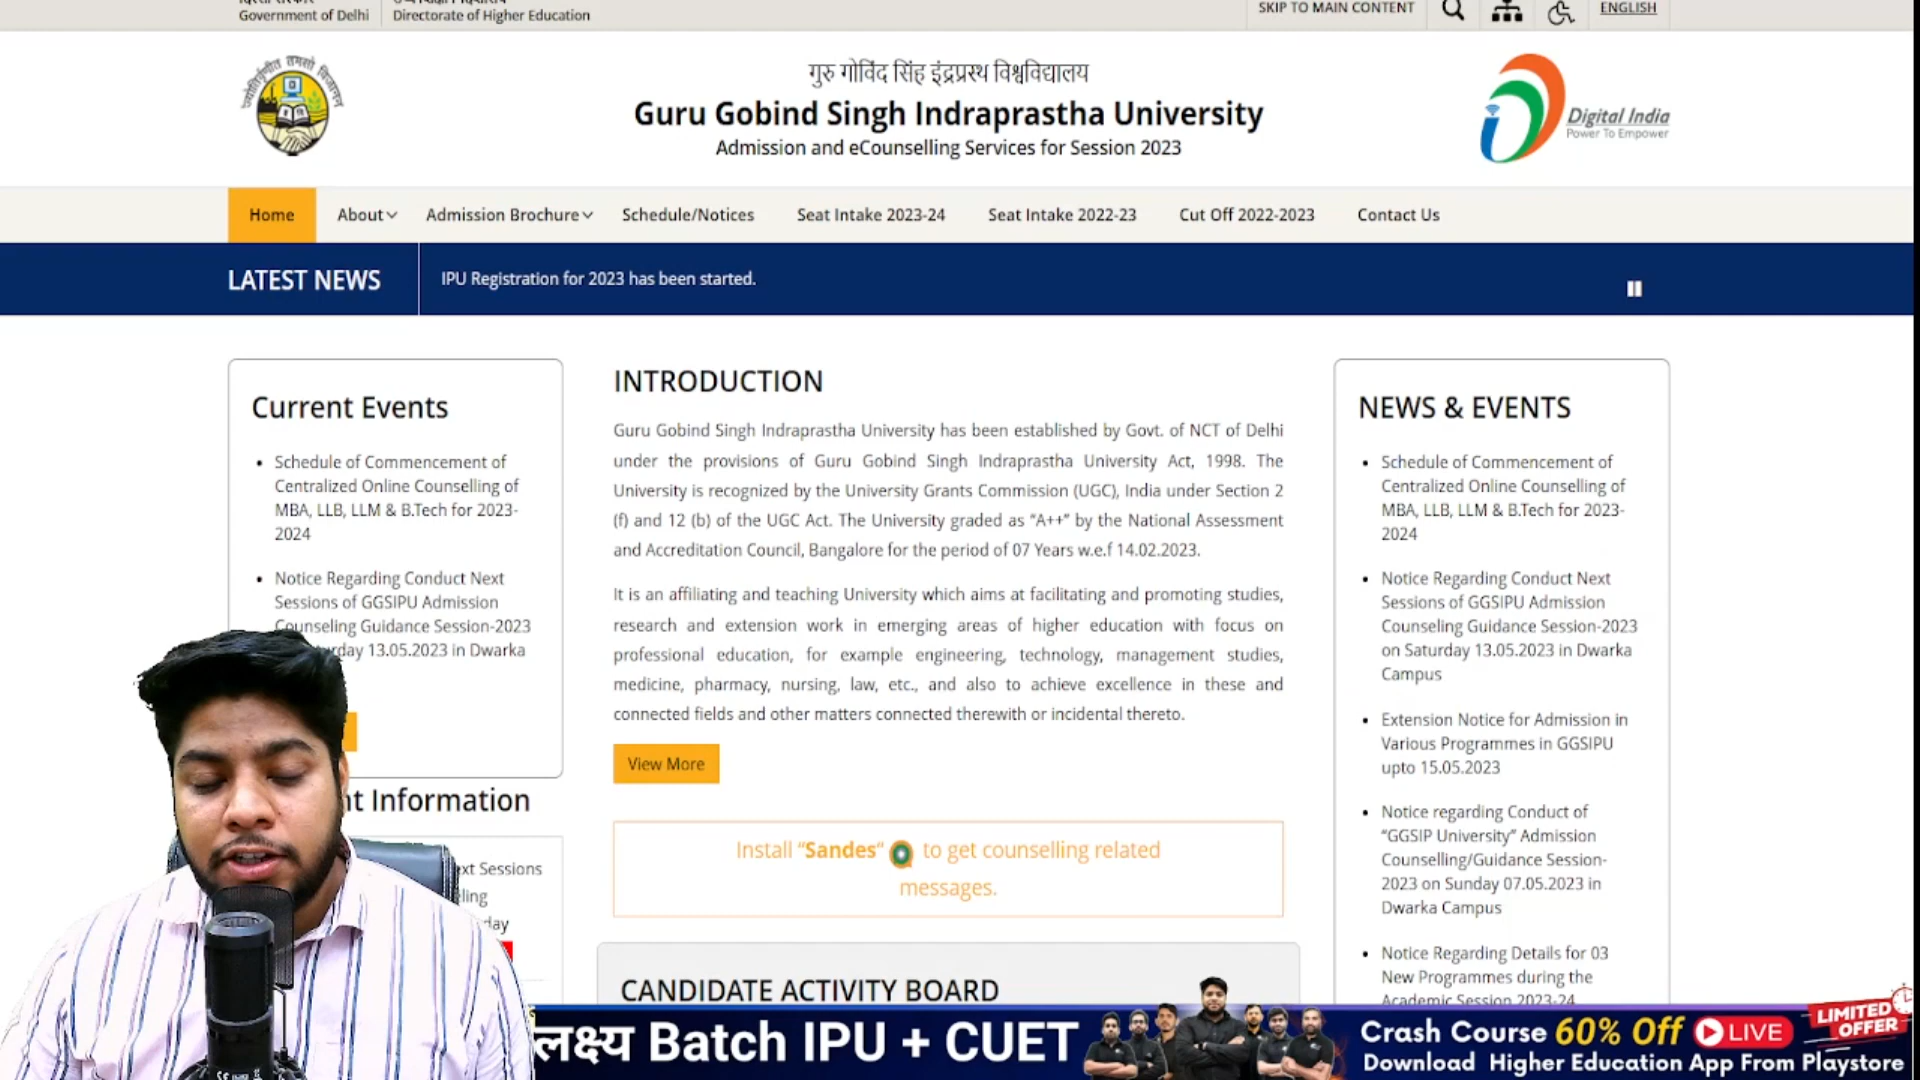 Government of Delhi
Directorate of Higher Education
SKIP TO MAIN CONTENT
ENGLISH
गुरु गोविंद सिंह इंद्रप्रस्थ विश्वविद्यालय
Guru Gobind Singh Indraprastha University
Admission and eCounselling Services for Session 2023
Digital India
Power To Empower
Home
About
Admission Brochure
Schedule/Notices
Seat Intake 2023-24
Seat Intake 2022-23
Cut Off 2022-2023
Contact Us
LATEST NEWS
IPU Registration for 2023 has been started.
Current Events
Schedule of Commencement of
Centralized Online Counselling of
MBA, LLB, LLM & B.Tech for 2023-
2024
Notice Regarding Conduct Next
Sessions of GGSIPU Admission
Counseling Guidance Session-2023
rday 13.05.2023 in Dwarka
nt Information
xt Sessions
ling
day
INTRODUCTION
Guru Gobind Singh Indraprastha University has been established by Govt. of NCT of Delhi
under the provisions of Guru Gobind Singh Indraprastha University Act, 1998. The
University is recognized by the University Grants Commission (UGC), India under Section 2
(f) and 12 (b) of the UGC Act. The University graded as “A++” by the National Assessment
and Accreditation Council, Bangalore for the period of 07 Years w.e.f 14.02.2023.
It is an affiliating and teaching University which aims at facilitating and promoting studies,
research and extension work in emerging areas of higher education with focus on
professional education, for example engineering, technology, management studies,
medicine, pharmacy, nursing, law, etc., and also to achieve excellence in these and
connected fields and other matters connected therewith or incidental thereto.
View More
Install “Sandes“ to get counselling related
messages.
CANDIDATE ACTIVITY BOARD
NEWS & EVENTS
Schedule of Commencement of
Centralized Online Counselling of
MBA, LLB, LLM & B.Tech for 2023-
2024
Notice Regarding Conduct Next
Sessions of GGSIPU Admission
Counseling Guidance Session-2023
on Saturday 13.05.2023 in Dwarka
Campus
Extension Notice for Admission in
Various Programmes in GGSIPU
upto 15.05.2023
Notice regarding Conduct of
“GGSIP University” Admission
Counselling/Guidance Session-
2023 on Sunday 07.05.2023 in
Dwarka Campus
Notice Regarding Details for 03
New Programmes during the
Academic Session 2023-24
लक्ष्य Batch IPU + CUET
Crash Course 60% Off LIVE
LIMITED
OFFER
Download Higher Education App From Playstore